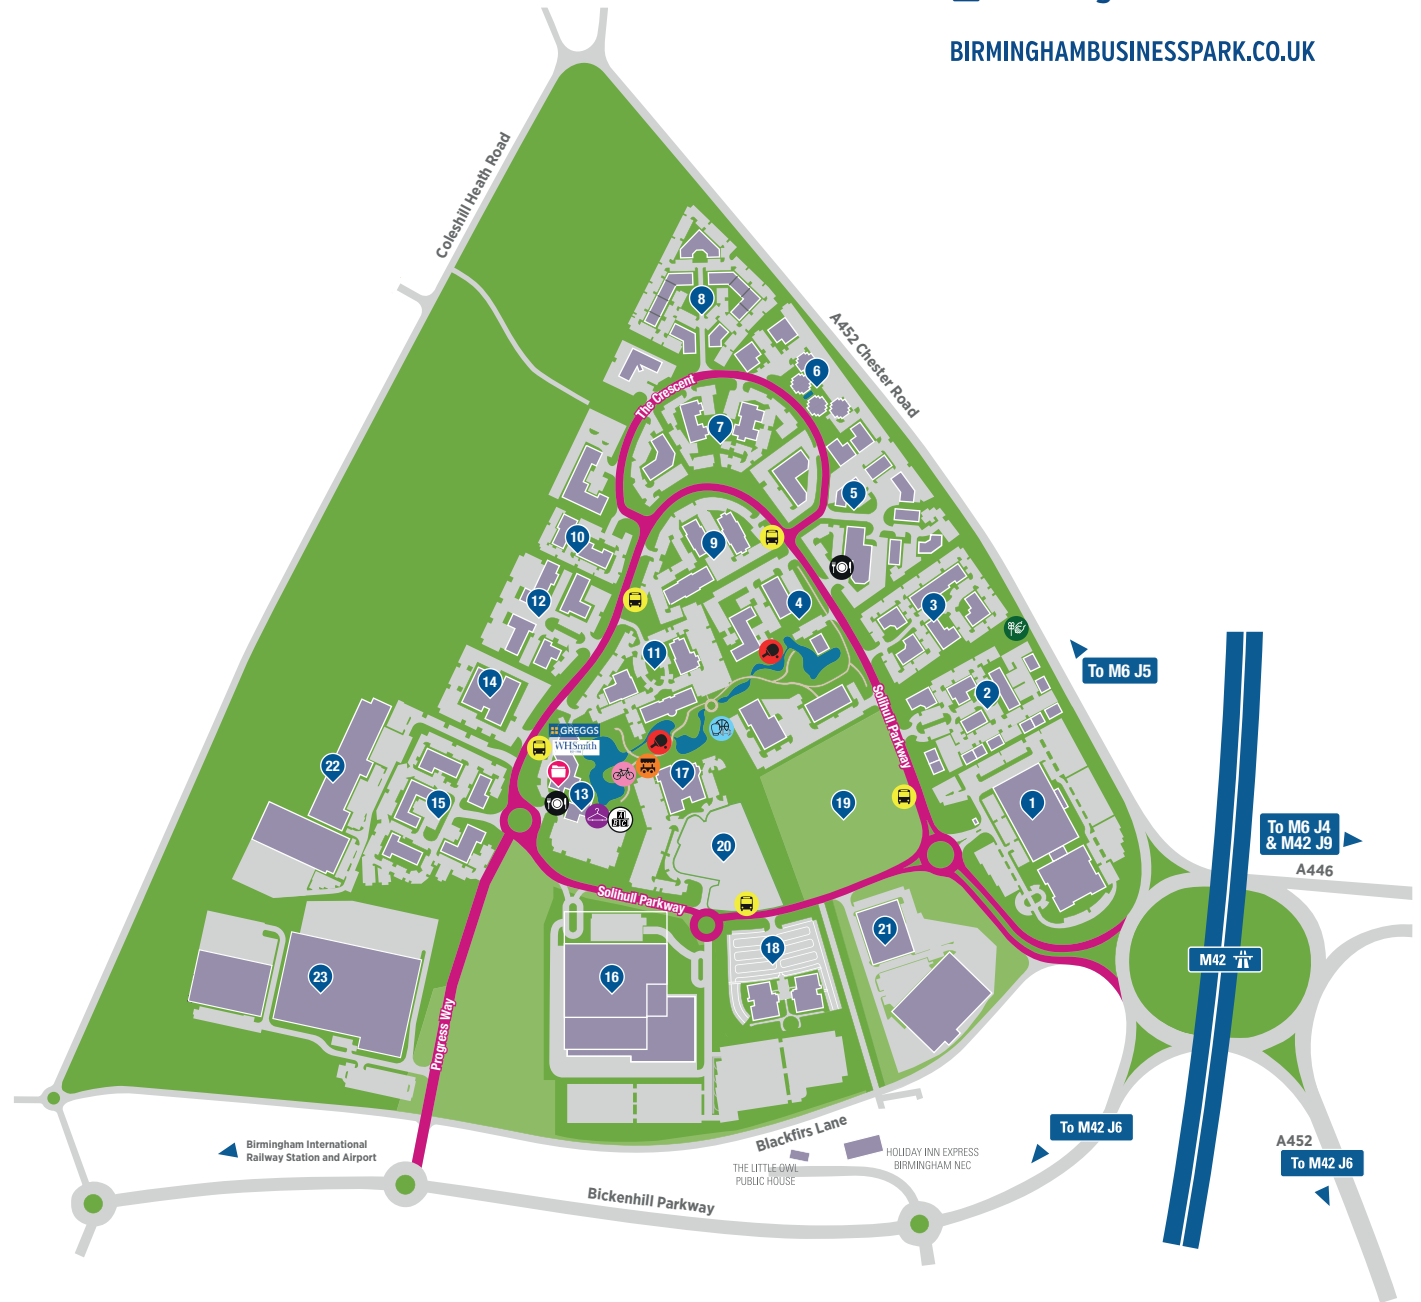 BIRMINGHAMBUSINESSPARK.CO.UK
Coleshill Heath Road
A452 Chester Road
8
6
The Crescent
7
5
10
9
12
4
3
11
To M6 J5
14
2
Solihull Parkway
GREGGS
WHSmith
22
17
13
15
19
1
20
To M6 J4
& M42 J9
A446
Solihull Parkway
21
18
M42
23
16
Progress Way
Blackfirs Lane
To M42 J6
Birmingham International
Railway Station and Airport
A452
To M42 J6
HOLIDAY INN EXPRESS
BIRMINGHAM NEC
THE LITTLE OWL
PUBLIC HOUSE
Bickenhill Parkway
A
B C